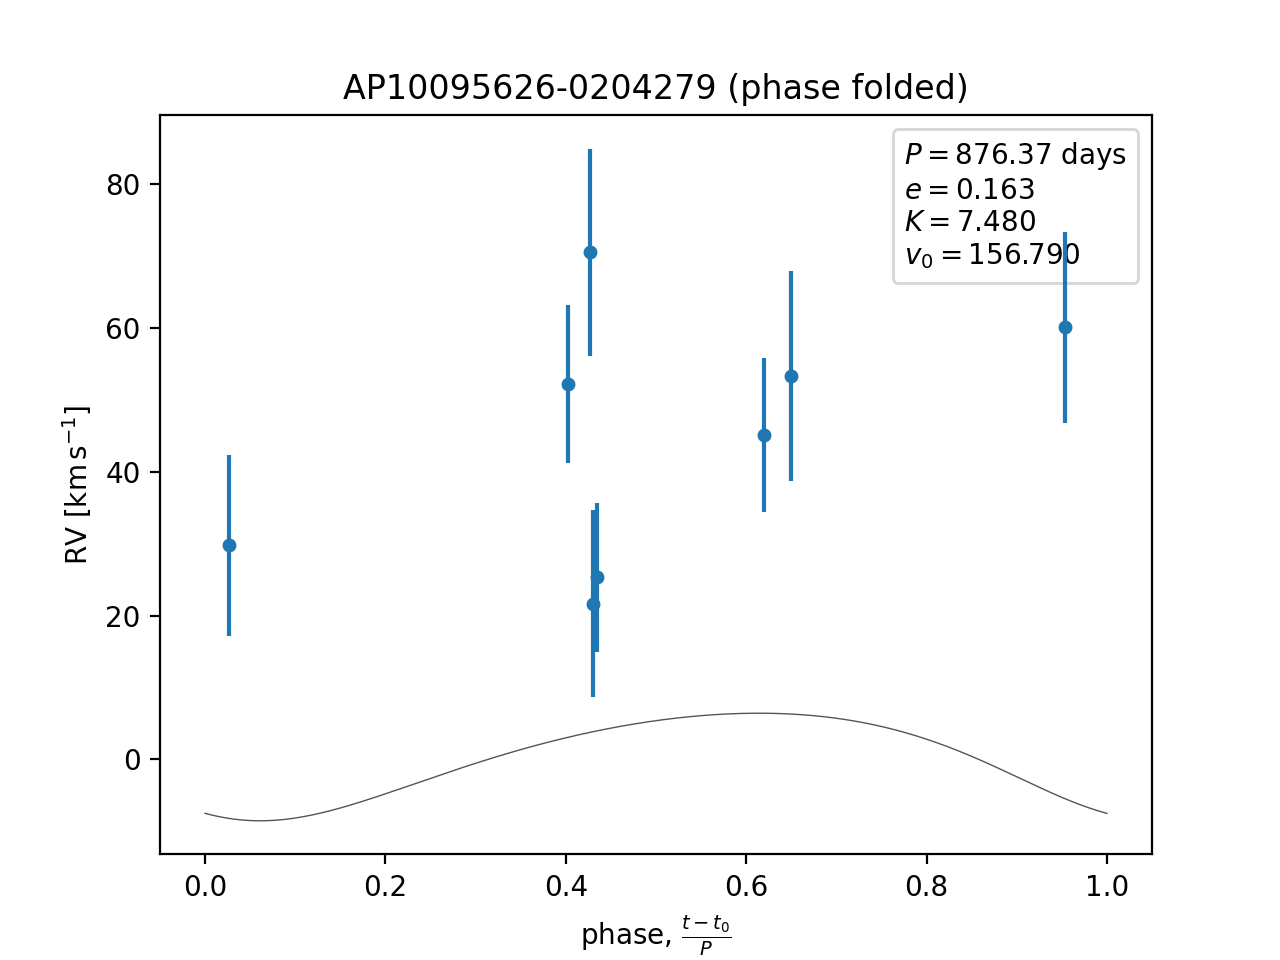 AP10095626-0204279 (phase folded)
P = 876.37 days
e = 0.163
K = 7.480
v₀ = 156.790
80
60
40
20
0
RV [km s⁻¹]
0.0 0.2 0.4 0.6 0.8 1.0
phase, (t − t₀)/P